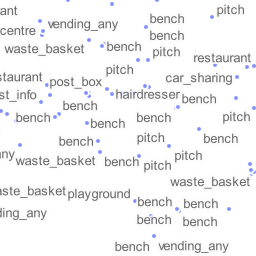 ant
pitch
vending_any
bench
centre
bench
waste_basket
bench
pitch
restaurant
pitch
staurant
post_box
car_sharing
st_info
hairdresser
bench
bench
bench
bench
bench
pitch
bench
pitch
bench
ny
waste_basket
bench
pitch
pitch
waste_basket
aste_basket
playground
bench
bench
ding_any
bench
bench
bench
vending_any